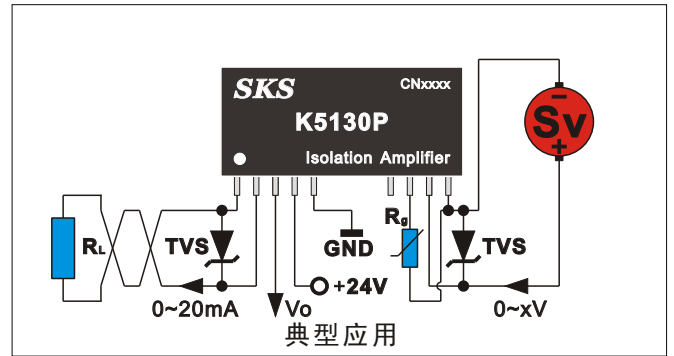 SKS
CNxxxx
K5130P
Isolation Amplifier
− Sv +
RL
TVS
GND
Rg
TVS
+24V
0~20mA
Vo
0~xV
典型应用